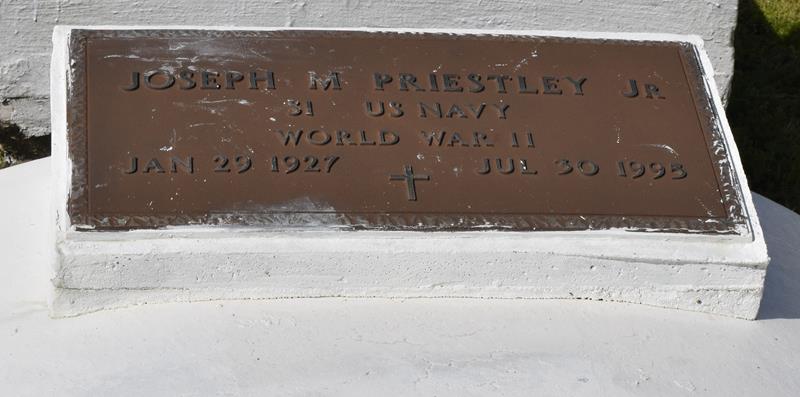 JOSEPH M PRIESTLEY JR
S1 US NAVY
WORLD WAR II
JAN 29 1927 JUL 30 1995